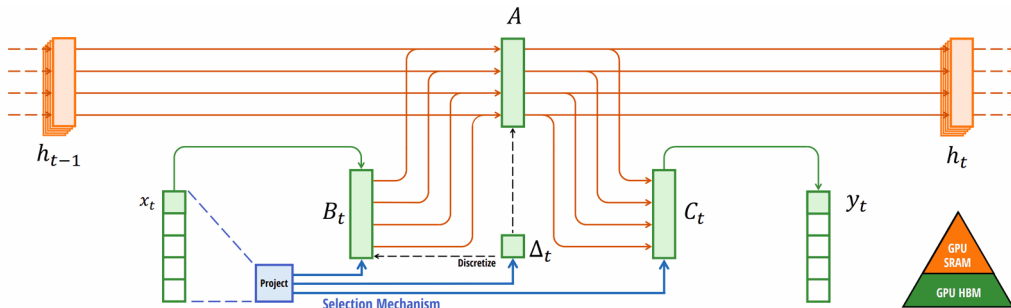 A
h_{t-1}
h_t
x_t
B_t
C_t
y_t
Δ_t
Discretize
Project
Selection Mechanism
GPU
SRAM
GPU HBM